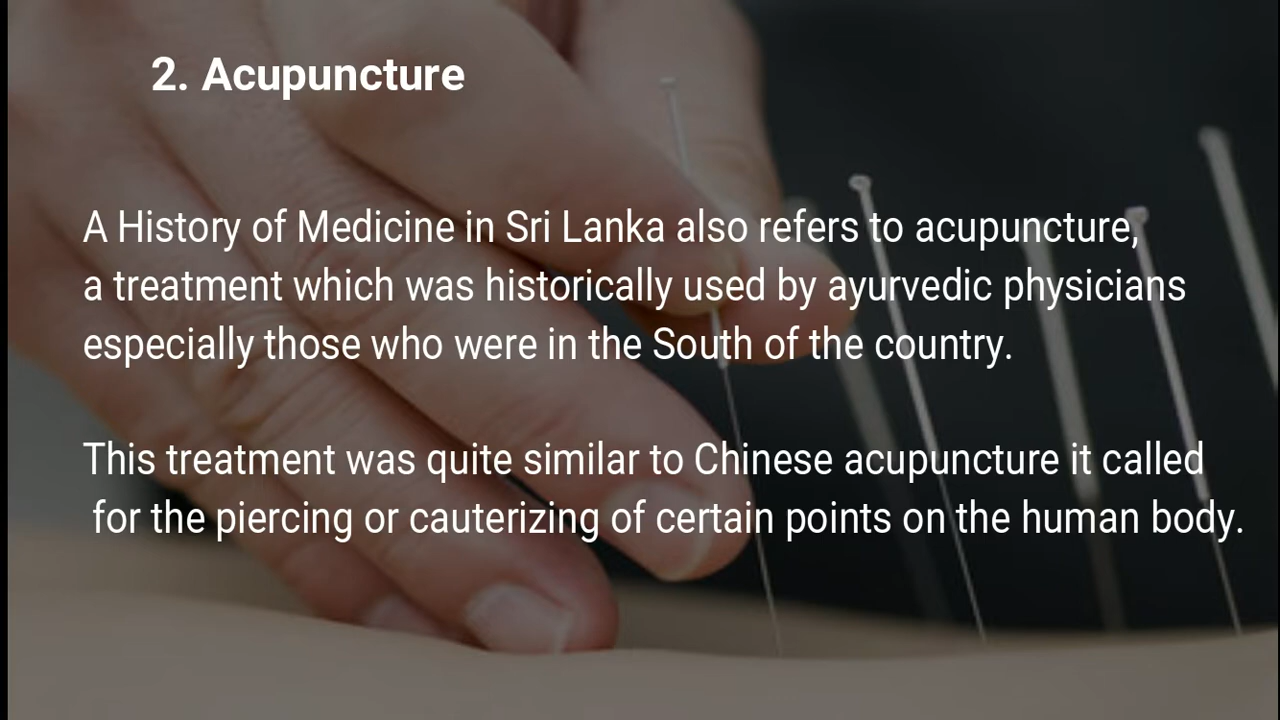 2. Acupuncture
A History of Medicine in Sri Lanka also refers to acupuncture,
a treatment which was historically used by ayurvedic physicians
especially those who were in the South of the country.
This treatment was quite similar to Chinese acupuncture it called
for the piercing or cauterizing of certain points on the human body.